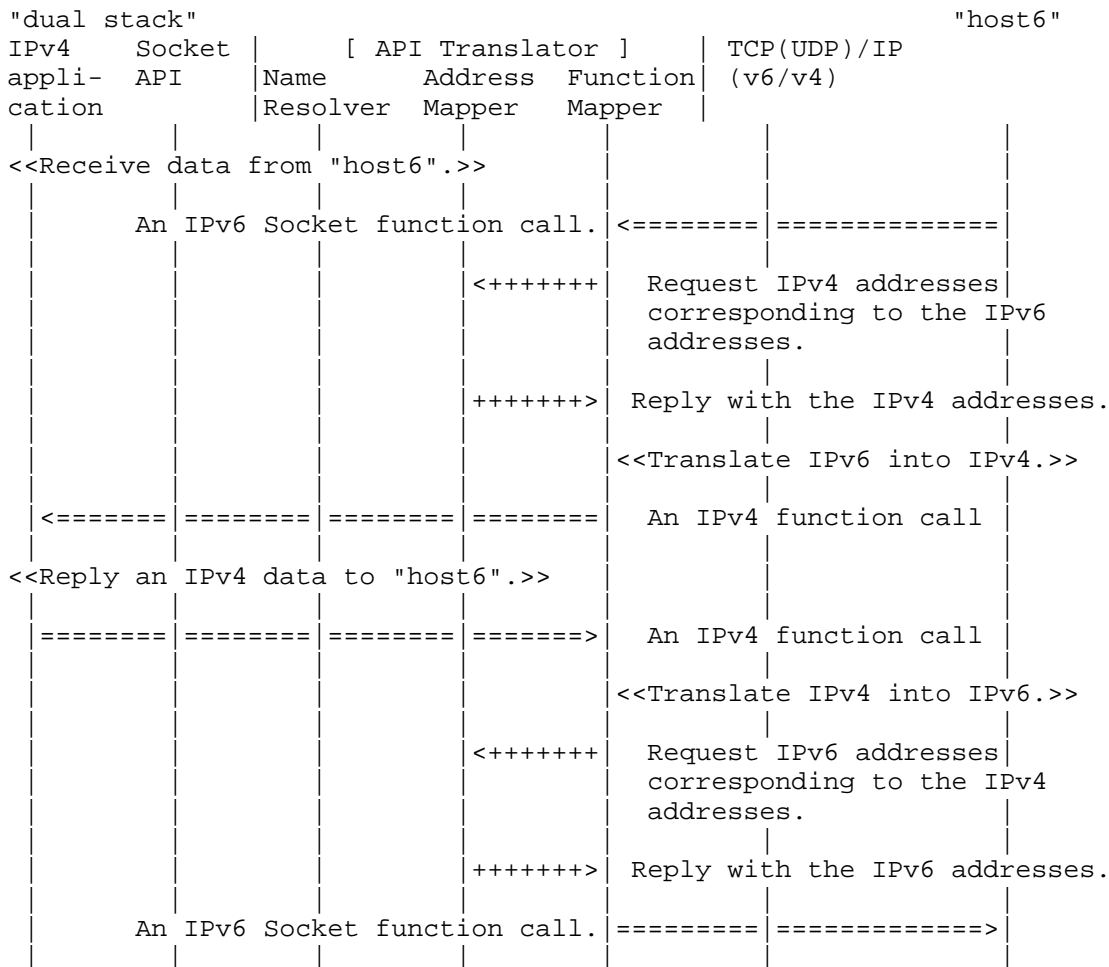 "dual stack" "host6"
IPv4 Socket | [ API Translator ] | TCP(UDP)/IP
appli- API |Name Address Function| (v6/v4)
cation |Resolver Mapper Mapper |
<<Receive data from "host6".>>
An IPv6 Socket function call.|<========|==============|
|<+++++++| Request IPv4 addresses|
corresponding to the IPv6
addresses.
|+++++++>| Reply with the IPv4 addresses.
|<<Translate IPv6 into IPv4.>>
|<=======|========|========|========| An IPv4 function call |
<<Reply an IPv4 data to "host6".>>
|========|========|========|=======>| An IPv4 function call |
|<<Translate IPv4 into IPv6.>>
|<+++++++| Request IPv6 addresses|
corresponding to the IPv4
addresses.
|+++++++>| Reply with the IPv6 addresses.
An IPv6 Socket function call.|=========|=============>|